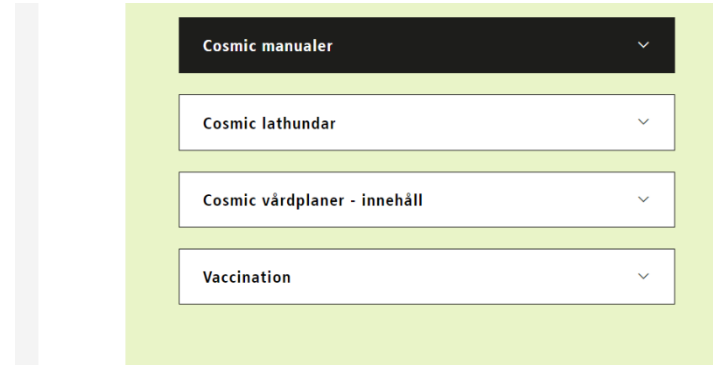 Cosmic manualer
Cosmic lathundar
Cosmic vårdplaner - innehåll
Vaccination